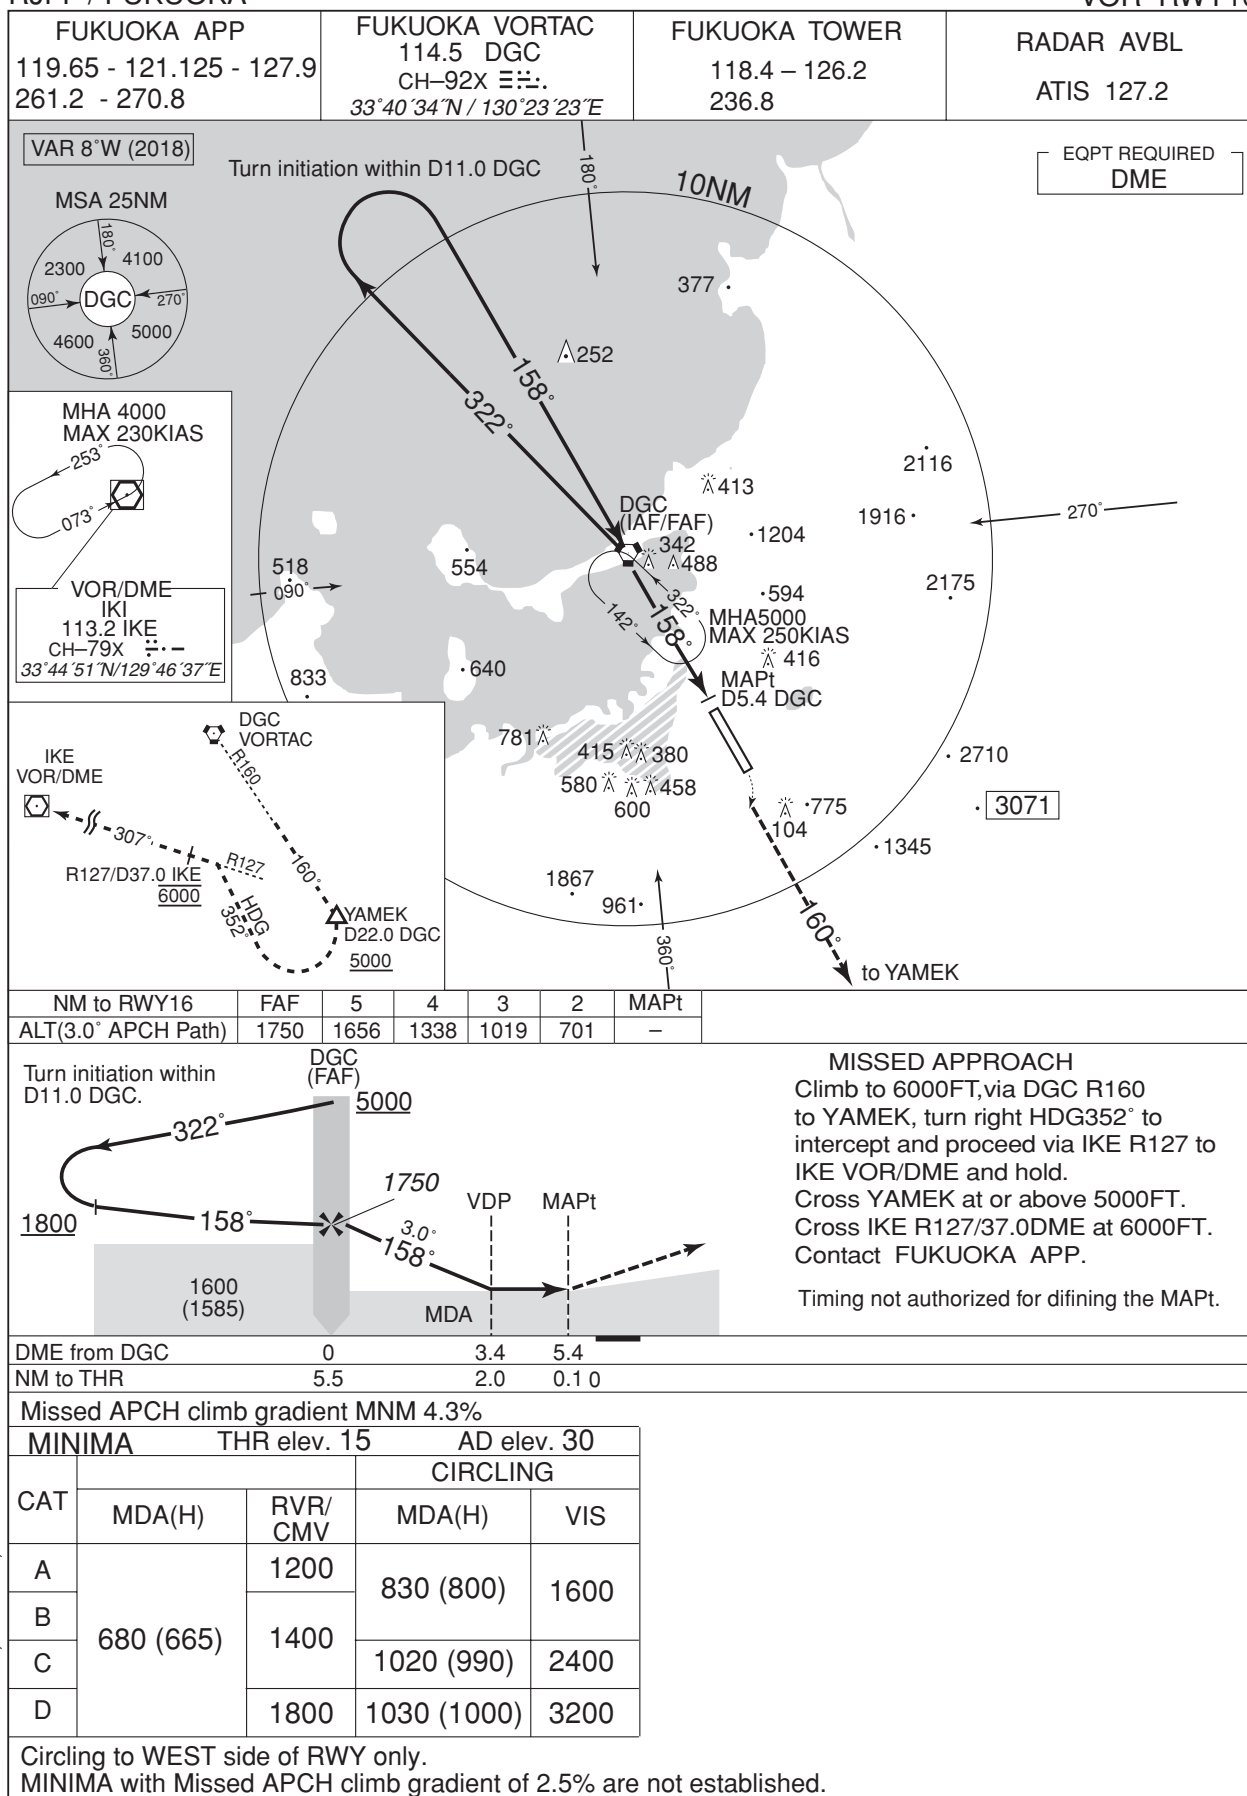 FUKUOKA APP
119.65 - 121.125 - 127.9
261.2 - 270.8
FUKUOKA VORTAC
114.5 DGC
CH–92X
33°40´34˝N / 130°23´23˝E
FUKUOKA TOWER
118.4 – 126.2
236.8
RADAR AVBL
ATIS 127.2
VAR 8°W (2018)
Turn initiation within D11.0 DGC
EQPT REQUIRED
DME
MSA 25NM
180°
2300
4100
090°
DGC
270°
4600
5000
360°
180°
10NM
377
252
158°
322°
MHA 4000
MAX 230KIAS
253°
073°
VOR/DME
IKI
113.2 IKE
CH–79X
33°44´51˝N/129°46´37˝E
413
2116
DGC
(IAF/FAF)
1916
270°
342
1204
488
518
554
090°
594
2175
322°
142°
158°
MHA5000
MAX 250KIAS
416
640
833
MAPt
D5.4 DGC
781
415
380
2710
580
458
600
775
104
3071
1345
1867
961
360°
160°
to YAMEK
DGC
VORTAC
IKE
VOR/DME
R160
307°
R127
R127/D37.0 IKE
6000
160°
HDG
352°
YAMEK
D22.0 DGC
5000
NM to RWY16 FAF 5 4 3 2 MAPt
ALT(3.0° APCH Path) 1750 1656 1338 1019 701 –
Turn initiation within
D11.0 DGC.
DGC
(FAF)
5000
322°
1750
VDP
MAPt
1800
158°
3.0°
158°
1600
(1585)
MDA
MISSED APPROACH
Climb to 6000FT,via DGC R160
to YAMEK, turn right HDG352° to
intercept and proceed via IKE R127 to
IKE VOR/DME and hold.
Cross YAMEK at or above 5000FT.
Cross IKE R127/37.0DME at 6000FT.
Contact FUKUOKA APP.
Timing not authorized for difining the MAPt.
DME from DGC 0 3.4 5.4
NM to THR 5.5 2.0 0.1 0
Missed APCH climb gradient MNM 4.3%
MINIMA THR elev. 15 AD elev. 30
CAT
CIRCLING
MDA(H)
RVR/
CMV
MDA(H)
VIS
A
1200
830 (800)
1600
B
680 (665)
1400
C
1020 (990)
2400
D
1800
1030 (1000)
3200
Circling to WEST side of RWY only.
MINIMA with Missed APCH climb gradient of 2.5% are not established.